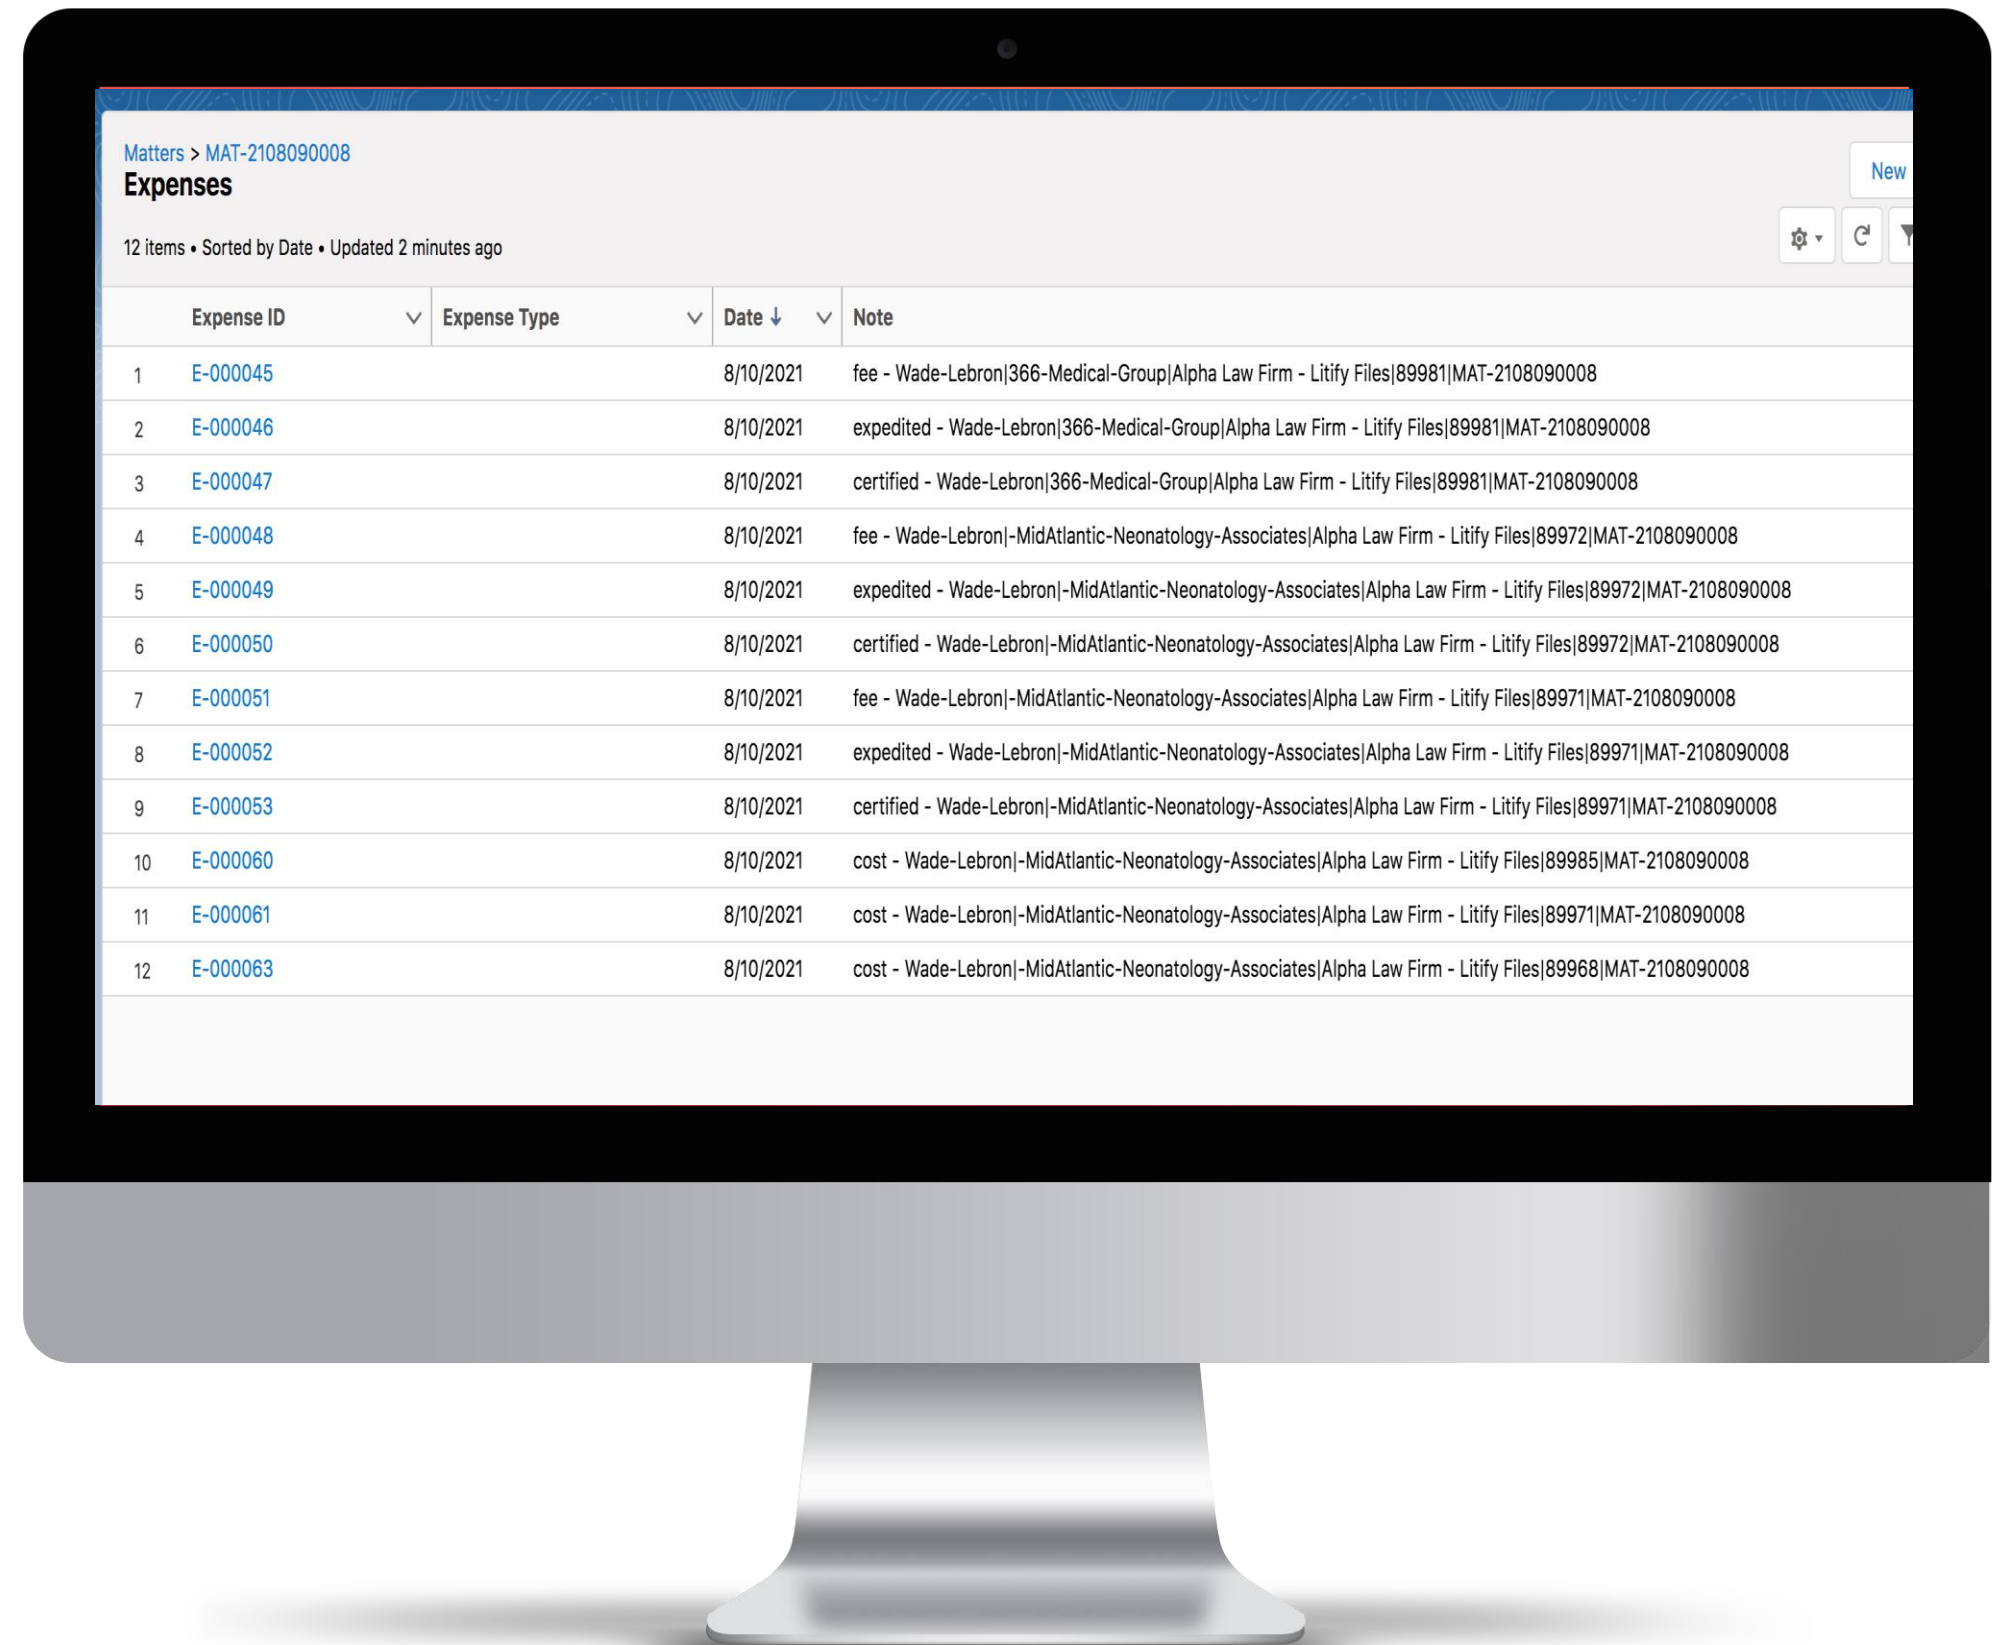 Matters > MAT-2108090008
Expenses
New
12 items • Sorted by Date • Updated 2 minutes ago
Expense ID Expense Type Date ↓ Note
1 E-000045 8/10/2021 fee - Wade-Lebron|366-Medical-Group|Alpha Law Firm - Litify Files|89981|MAT-2108090008
2 E-000046 8/10/2021 expedited - Wade-Lebron|366-Medical-Group|Alpha Law Firm - Litify Files|89981|MAT-2108090008
3 E-000047 8/10/2021 certified - Wade-Lebron|366-Medical-Group|Alpha Law Firm - Litify Files|89981|MAT-2108090008
4 E-000048 8/10/2021 fee - Wade-Lebron|-MidAtlantic-Neonatology-Associates|Alpha Law Firm - Litify Files|89972|MAT-2108090008
5 E-000049 8/10/2021 expedited - Wade-Lebron|-MidAtlantic-Neonatology-Associates|Alpha Law Firm - Litify Files|89972|MAT-2108090008
6 E-000050 8/10/2021 certified - Wade-Lebron|-MidAtlantic-Neonatology-Associates|Alpha Law Firm - Litify Files|89972|MAT-2108090008
7 E-000051 8/10/2021 fee - Wade-Lebron|-MidAtlantic-Neonatology-Associates|Alpha Law Firm - Litify Files|89971|MAT-2108090008
8 E-000052 8/10/2021 expedited - Wade-Lebron|-MidAtlantic-Neonatology-Associates|Alpha Law Firm - Litify Files|89971|MAT-2108090008
9 E-000053 8/10/2021 certified - Wade-Lebron|-MidAtlantic-Neonatology-Associates|Alpha Law Firm - Litify Files|89971|MAT-2108090008
10 E-000060 8/10/2021 cost - Wade-Lebron|-MidAtlantic-Neonatology-Associates|Alpha Law Firm - Litify Files|89985|MAT-2108090008
11 E-000061 8/10/2021 cost - Wade-Lebron|-MidAtlantic-Neonatology-Associates|Alpha Law Firm - Litify Files|89971|MAT-2108090008
12 E-000063 8/10/2021 cost - Wade-Lebron|-MidAtlantic-Neonatology-Associates|Alpha Law Firm - Litify Files|89968|MAT-2108090008